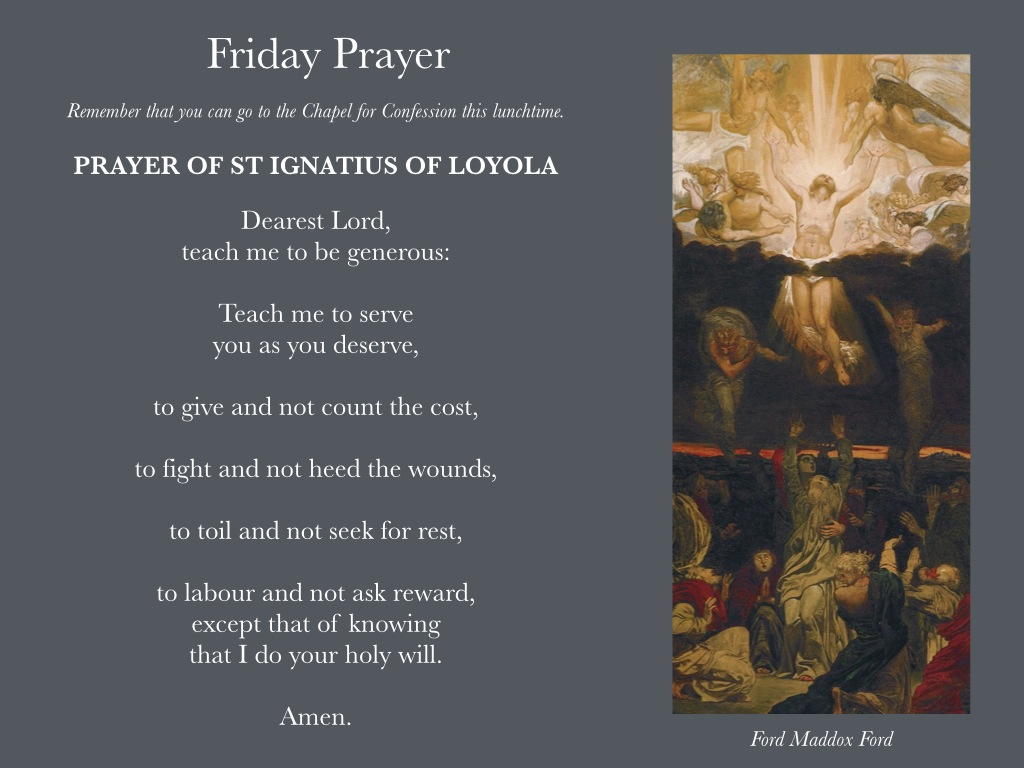 Friday Prayer
Remember that you can go to the Chapel for Confession this lunchtime.
PRAYER OF ST IGNATIUS OF LOYOLA
Dearest Lord,
teach me to be generous:
Teach me to serve
you as you deserve,
to give and not count the cost,
to fight and not heed the wounds,
to toil and not seek for rest,
to labour and not ask reward,
except that of knowing
that I do your holy will.
Amen.
Ford Maddox Ford